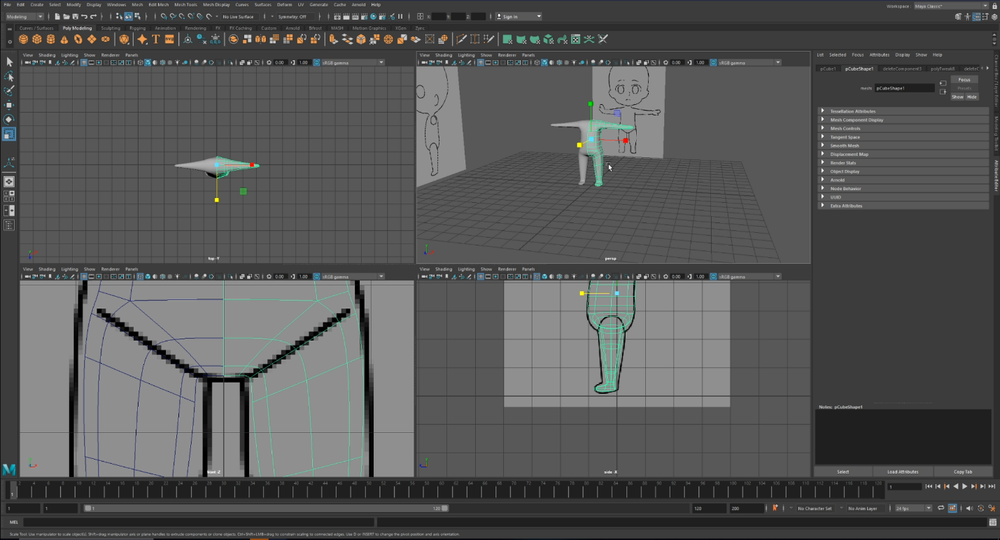 File Edit Create Select Modify Display Windows Mesh Edit Mesh Mesh Tools Mesh Display Curves Surfaces Deform UV Generate Cache Arnold Help
Workspace: Maya Classic*
Modeling
No Live Surface
Symmetry: Off
X:
Y:
Z:
Sign in
Curves / Surfaces Poly Modeling Sculpting Rigging Animation Rendering FX FX Caching Custom Arnold Bifrost MASH Motion Graphics XGen Zync
View Shading Lighting Show Renderer Panels
0.00 1.00 sRGB gamma
top -Y
View Shading Lighting Show Renderer Panels
0.00 1.00 sRGB gamma
persp
List Selected Focus Attributes Display Show Help
pCube1 pCubeShape1 deleteComponent3 polyTweak8 deleteC
mesh: pCubeShape1
Focus
Presets
Show Hide
Tessellation Attributes
Mesh Component Display
Mesh Controls
Tangent Space
Smooth Mesh
Displacement Map
Render Stats
Object Display
Arnold
Node Behavior
UUID
Extra Attributes
Channel Box / Layer Editor
Modeling Toolkit
Attribute Editor
View Shading Lighting Show Renderer Panels
0.00 1.00 sRGB gamma
front -Z
View Shading Lighting Show Renderer Panels
0.00 1.00 sRGB gamma
side -X
Notes: pCubeShape1
Select Load Attributes Copy Tab
2 4 6 8 10 12 14 16 18 20 22 24 26 28 30 32 34 36 38 40 42 44 46 48 50 52 54 56 58 60 62 64 66 68 70 72 74 76 78 80 82 84 86 88 90 92 94 96 98 100 102 104 106 108 110 112 114 116 118 120
1
1
1 1 1 120 120 200 No Character Set No Anim Layer 24 fps
MEL
Scale Tool: Use manipulator to scale object(s). Shift+drag manipulator axis or plane handles to extrude components or clone objects. Ctrl+Shift+LMB+drag to constrain scaling to connected edges. Use D or INSERT to change the pivot position and axis orientation.